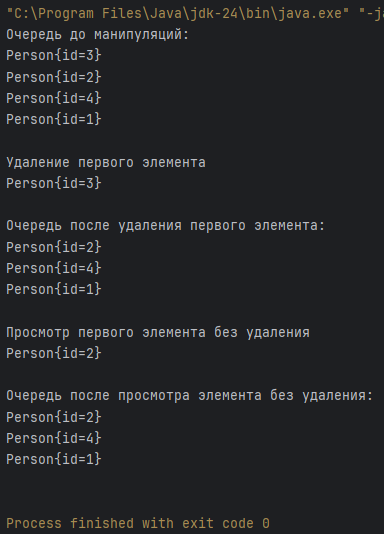 "C:\Program Files\Java\jdk-24\bin\java.exe" "-ja
Очередь до манипуляций:
Person{id=3}
Person{id=2}
Person{id=4}
Person{id=1}
Удаление первого элемента
Person{id=3}
Очередь после удаления первого элемента:
Person{id=2}
Person{id=4}
Person{id=1}
Просмотр первого элемента без удаления
Person{id=2}
Очередь после просмотра элемента без удаления:
Person{id=2}
Person{id=4}
Person{id=1}
Process finished with exit code 0